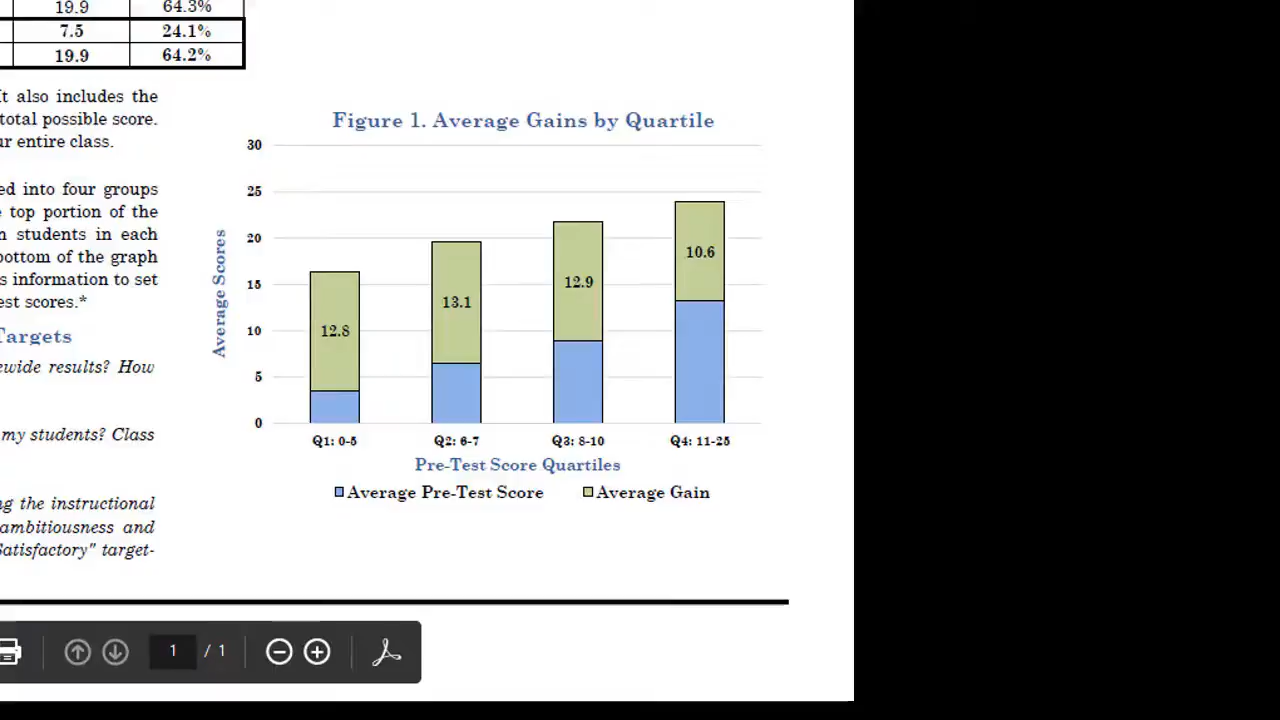 19.9 64.3%
7.5 24.1%
19.9 64.2%
It also includes the
total possible score.
ur entire class.
ed into four groups
e top portion of the
n students in each
bottom of the graph
s information to set
est scores.*
Targets
ewide results? How
my students? Class
ng the instructional
ambitiousness and
Satisfactory" target-
Figure 1. Average Gains by Quartile
30
25
20
15
10
5
0
Average Scores
12.8
13.1
12.9
10.6
Q1: 0-5 Q2: 6-7 Q3: 8-10 Q4: 11-25
Pre-Test Score Quartiles
Average Pre-Test Score Average Gain
1 / 1